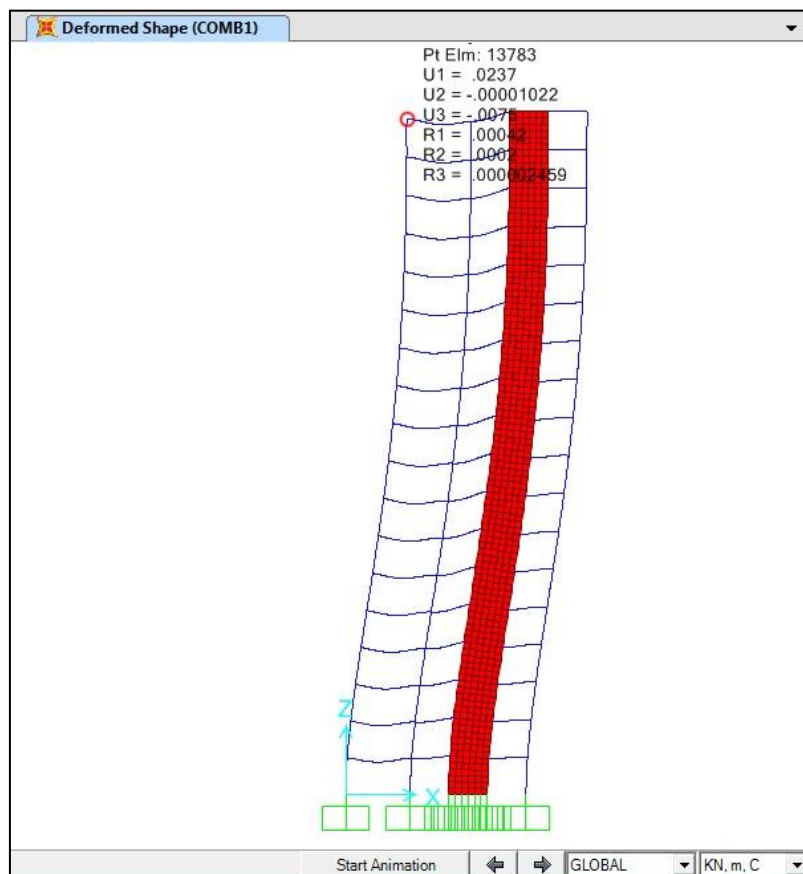 Deformed Shape (COMB1)
Pt Elm: 13783
U1 = .0237
U2 = -.00001022
U3 = -.0075
R1 = .00042
R2 = .0002
R3 = .000002459
Z
X
Start Animation
GLOBAL
KN, m, C